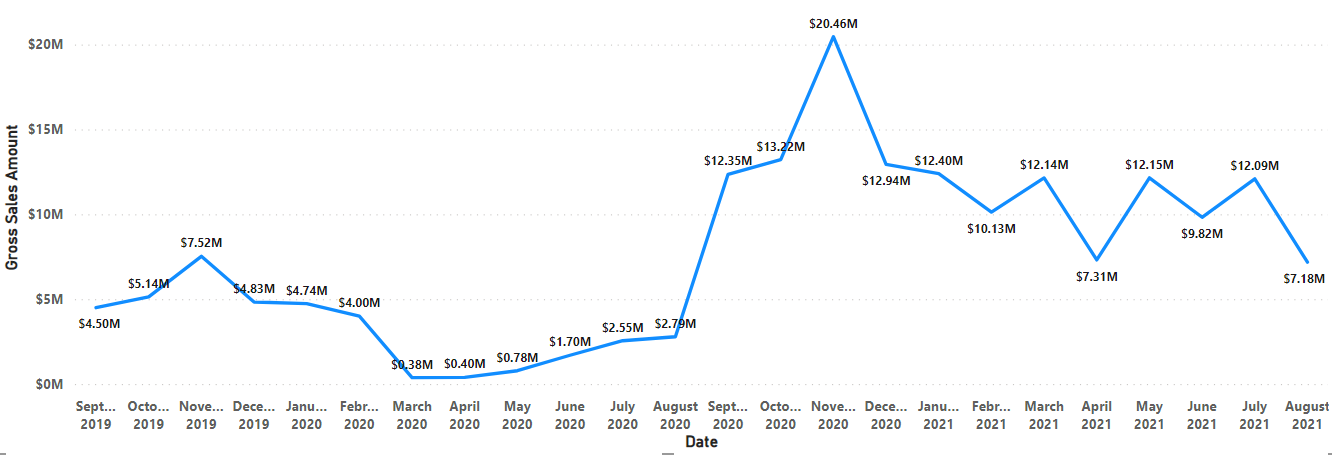 $20.46M
$20M
$15M
$13.22M
$12.35M
$12.94M
$12.40M
$12.14M
$12.15M
$12.09M
Gross Sales Amount
$10M
$10.13M
$9.82M
$7.52M
$7.31M
$7.18M
$5M
$4.50M
$5.14M
$4.83M
$4.74M
$4.00M
$2.55M
$2.79M
$1.70M
$0.38M
$0.40M
$0.78M
$0M
Sept... Octo... Nove... Dece... Janu... Febr... March April May June July August Sept... Octo... Nove... Dece... Janu... Febr... March April May June July August
2019 2019 2019 2019 2020 2020 2020 2020 2020 2020 2020 2020 2020 2020 2020 2020 2021 2021 2021 2021 2021 2021 2021 2021
Date